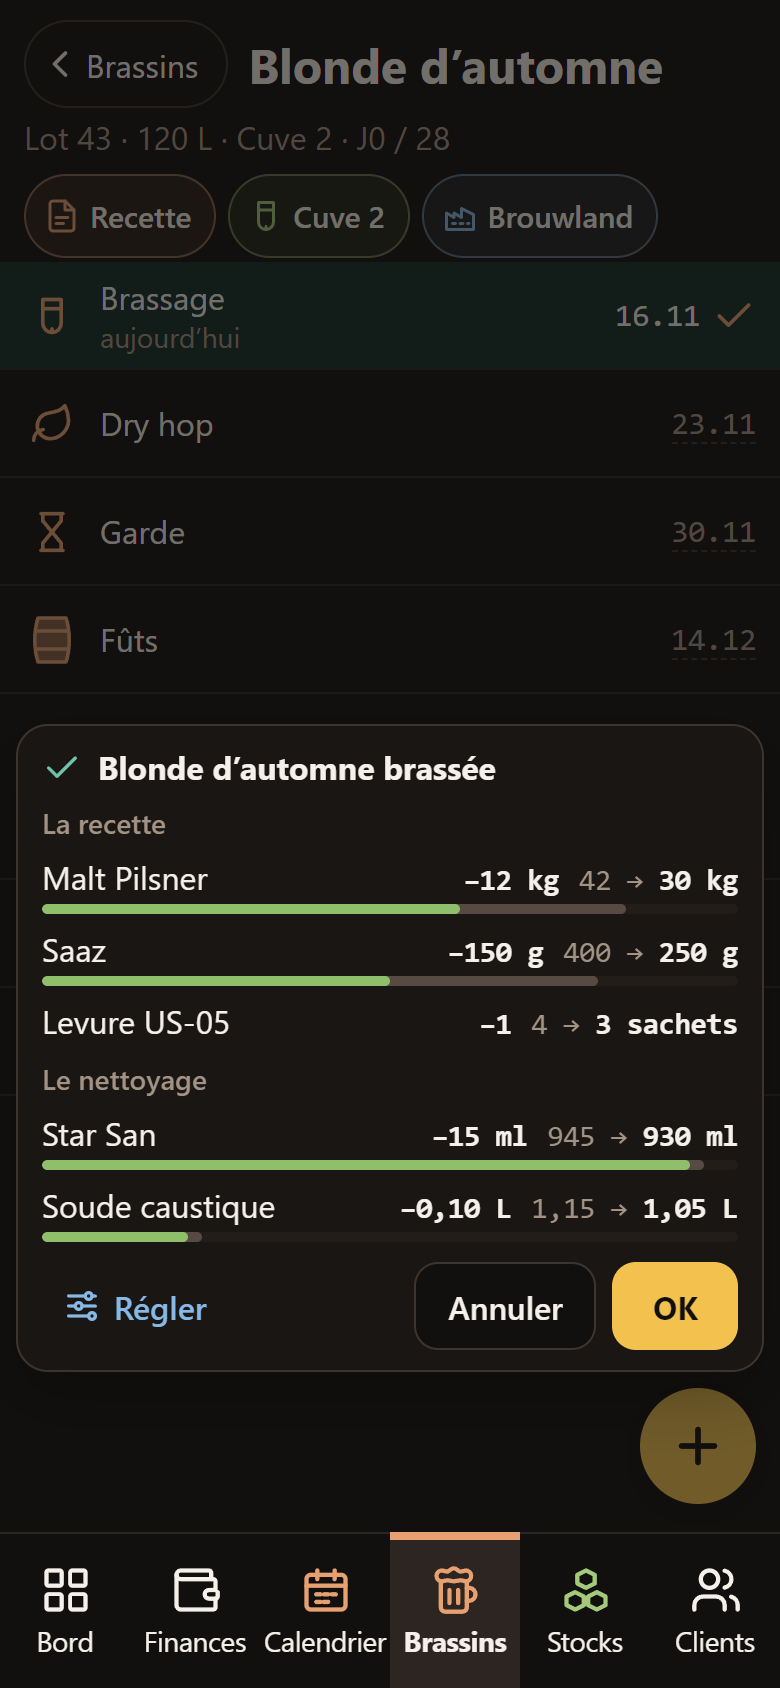 Brassins
Blonde d’automne
Lot 43 · 120 L · Cuve 2 · J0 / 28
Recette
Cuve 2
Brouwland
Brassage
aujourd’hui
16.11
Dry hop
23.11
Garde
30.11
Fûts
14.12
Blonde d’automne brassée
La recette
Malt Pilsner −12 kg 42 → 30 kg
Saaz −150 g 400 → 250 g
Levure US-05 −1 4 → 3 sachets
Le nettoyage
Star San −15 ml 945 → 930 ml
Soude caustique −0,10 L 1,15 → 1,05 L
Régler
Annuler
OK
Bord
Finances
Calendrier
Brassins
Stocks
Clients